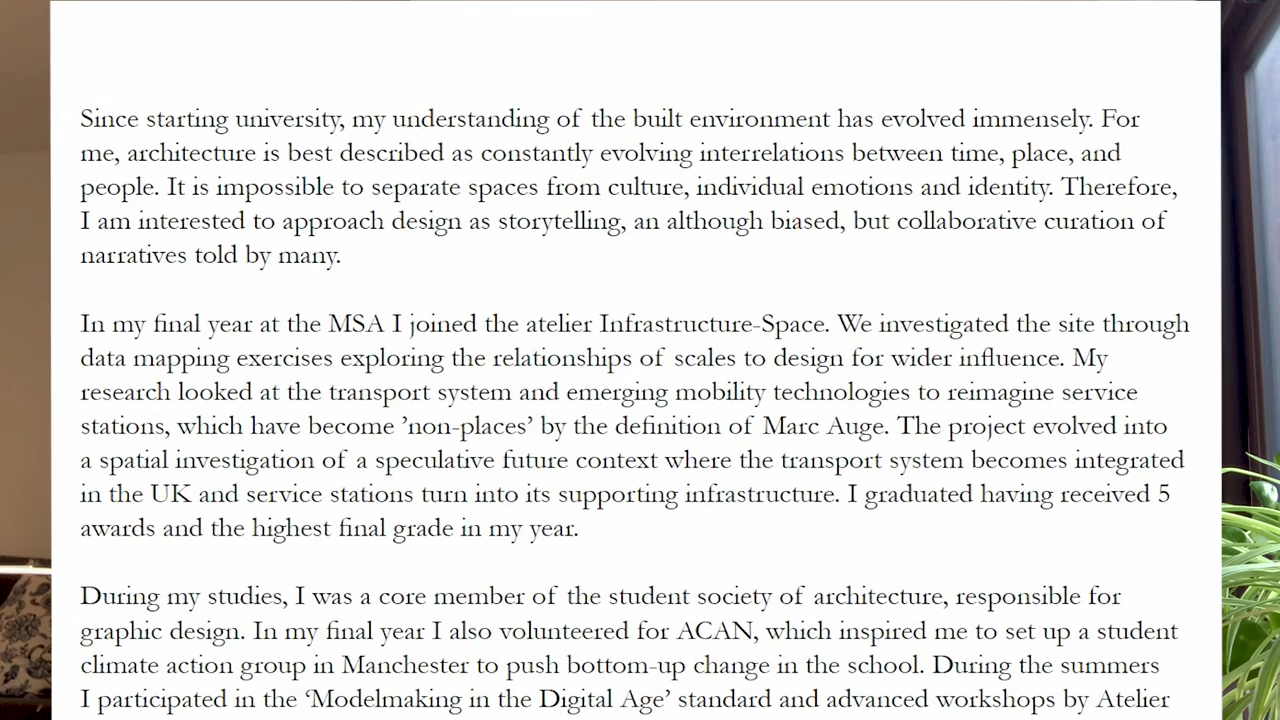 Since starting university, my understanding of the built environment has evolved immensely. For
me, architecture is best described as constantly evolving interrelations between time, place, and
people. It is impossible to separate spaces from culture, individual emotions and identity. Therefore,
I am interested to approach design as storytelling, an although biased, but collaborative curation of
narratives told by many.
In my final year at the MSA I joined the atelier Infrastructure-Space. We investigated the site through
data mapping exercises exploring the relationships of scales to design for wider influence. My
research looked at the transport system and emerging mobility technologies to reimagine service
stations, which have become ’non-places’ by the definition of Marc Auge. The project evolved into
a spatial investigation of a speculative future context where the transport system becomes integrated
in the UK and service stations turn into its supporting infrastructure. I graduated having received 5
awards and the highest final grade in my year.
During my studies, I was a core member of the student society of architecture, responsible for
graphic design. In my final year I also volunteered for ACAN, which inspired me to set up a student
climate action group in Manchester to push bottom-up change in the school. During the summers
I participated in the ‘Modelmaking in the Digital Age’ standard and advanced workshops by Atelier